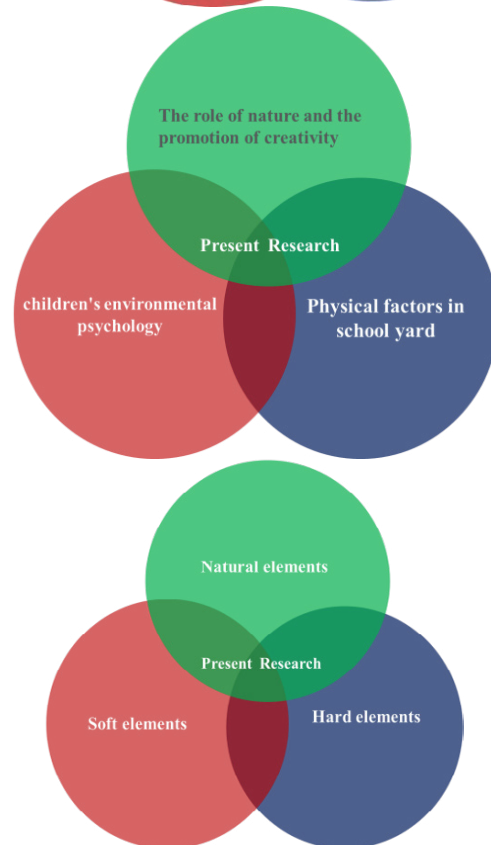 The role of nature and the
promotion of creativity
Present Research
children's environmental
psychology
Physical factors in
school yard
Natural elements
Present Research
Soft elements
Hard elements